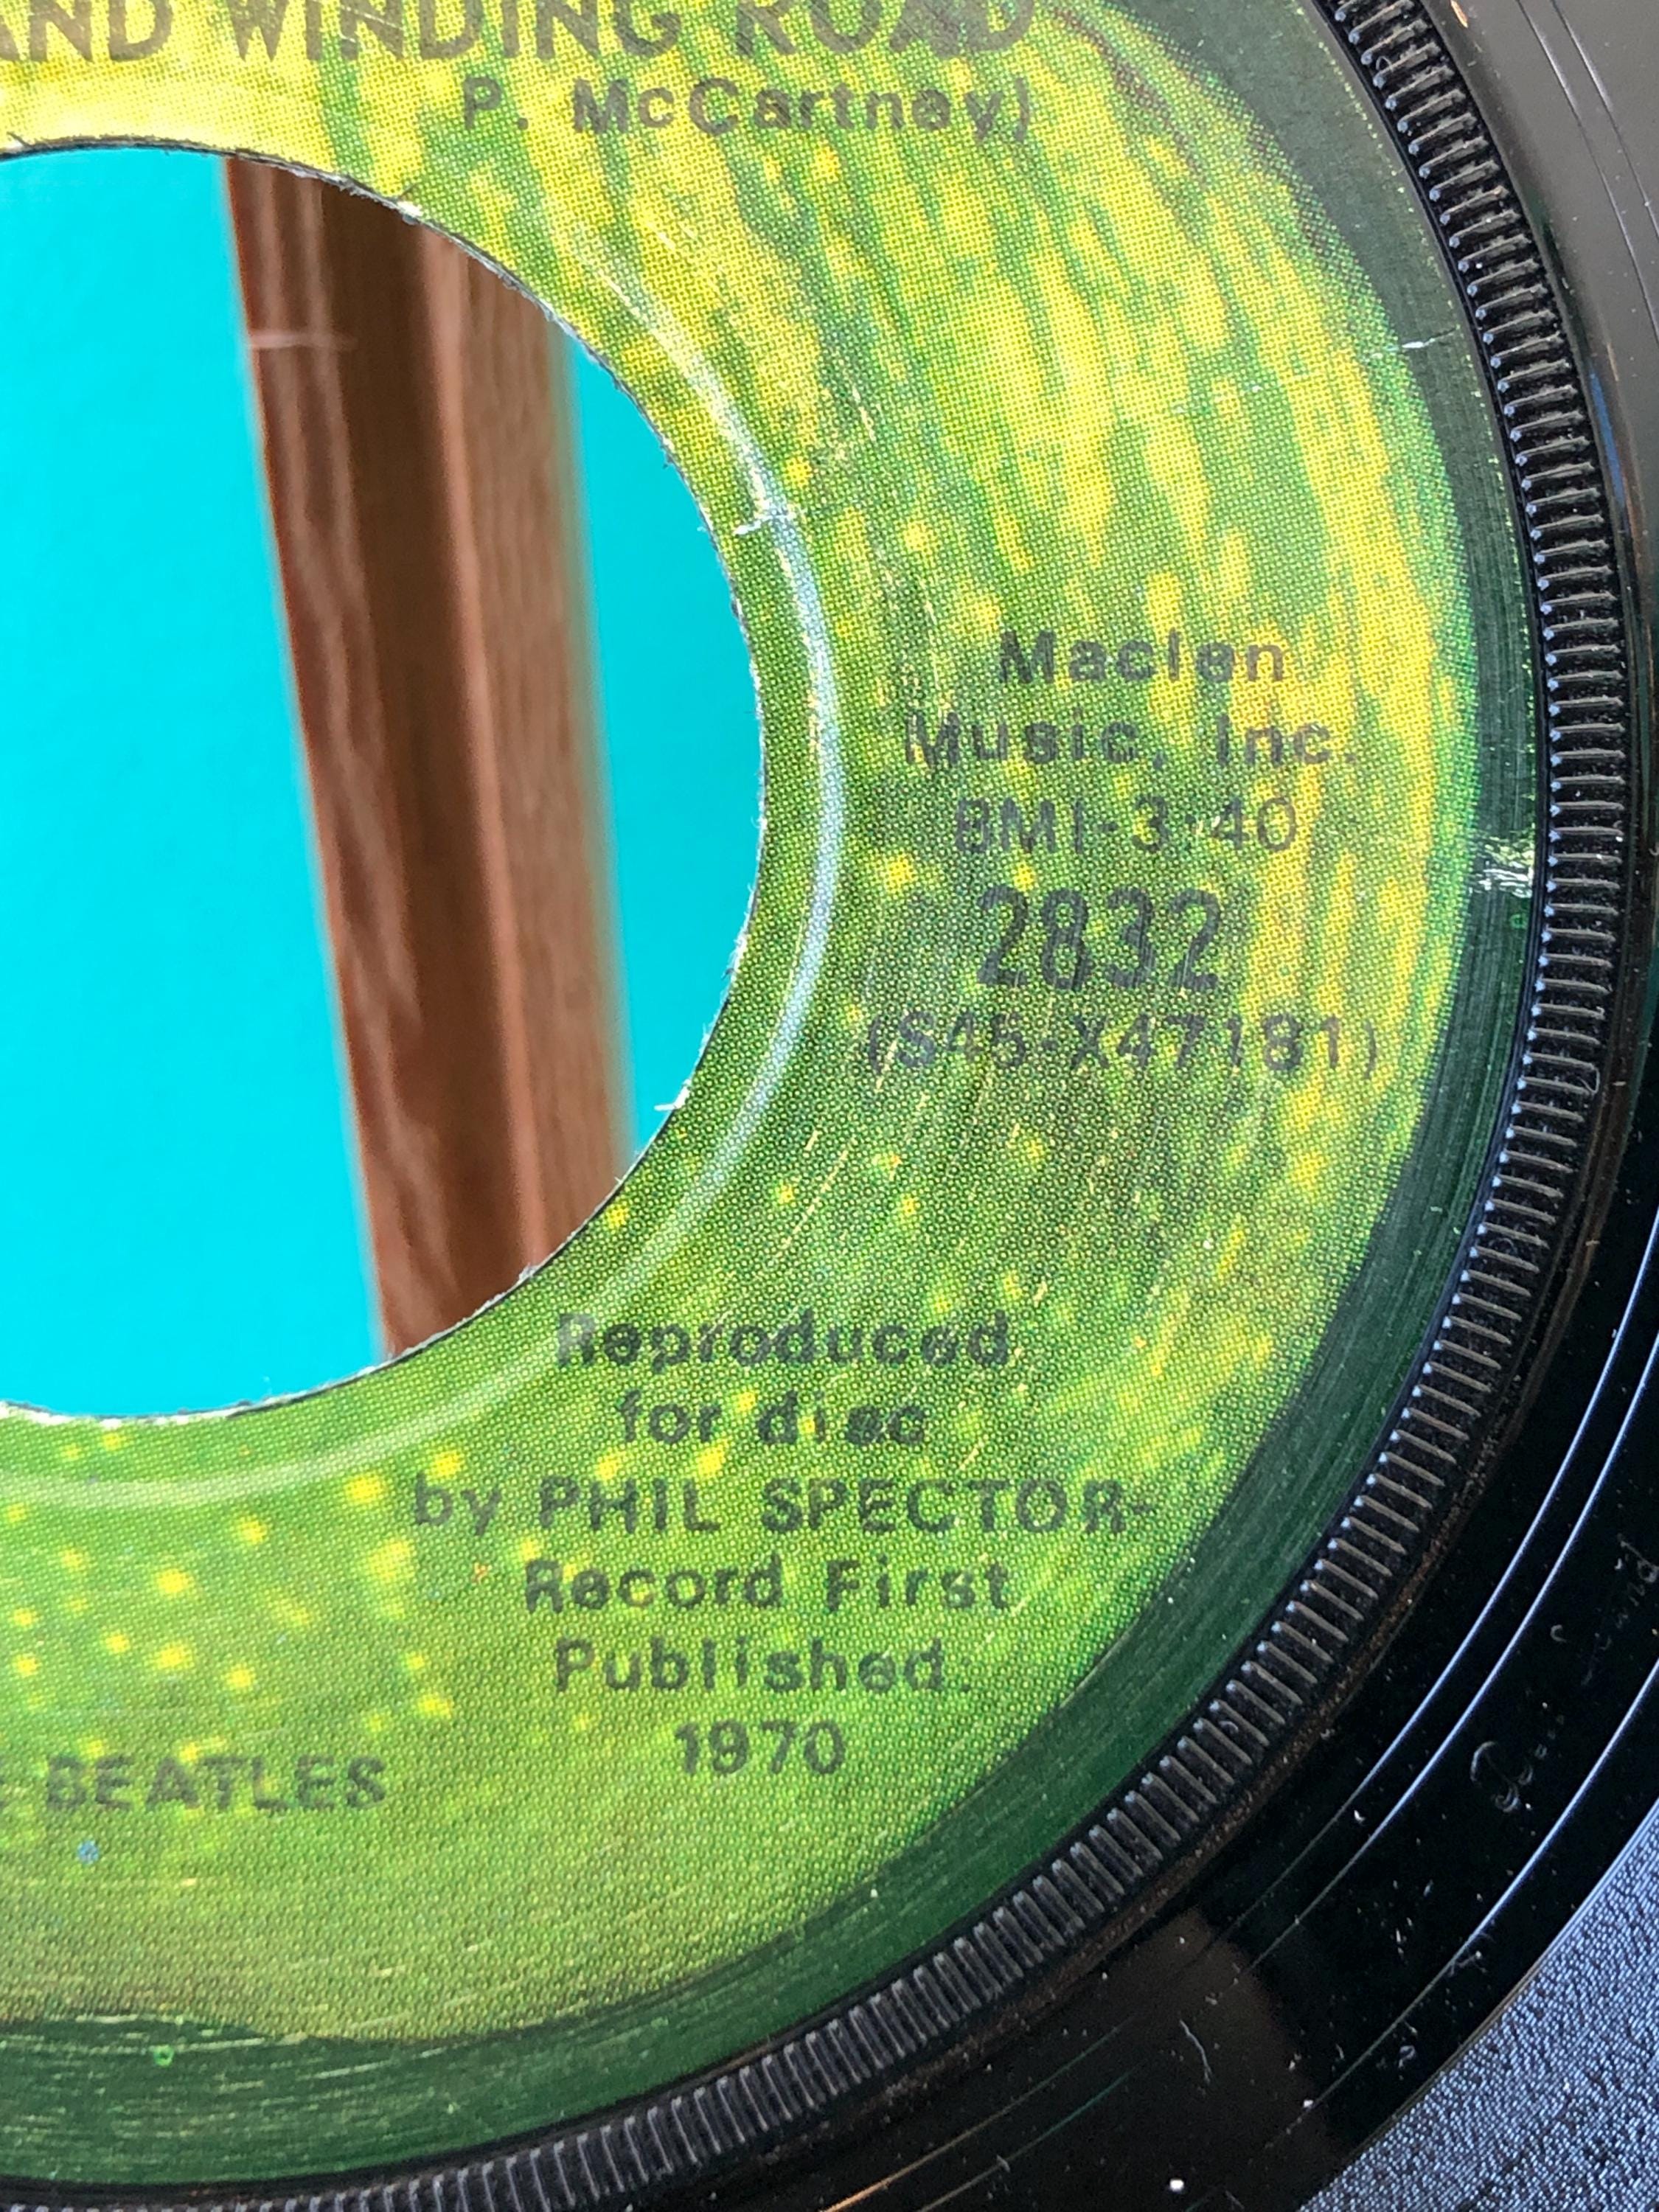 AND WINDING ROAD
P. McCartney)
Maclen
Music, Inc.
BMI-3:40
2832
(S45-X47181)
Reproduced
for disc
by PHIL SPECTOR-
Record First
Published.
1970
BEATLES